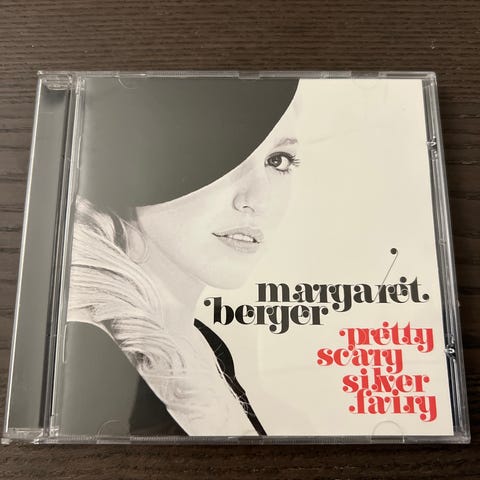 margaret
berger
pretty
scary
silver
fairy